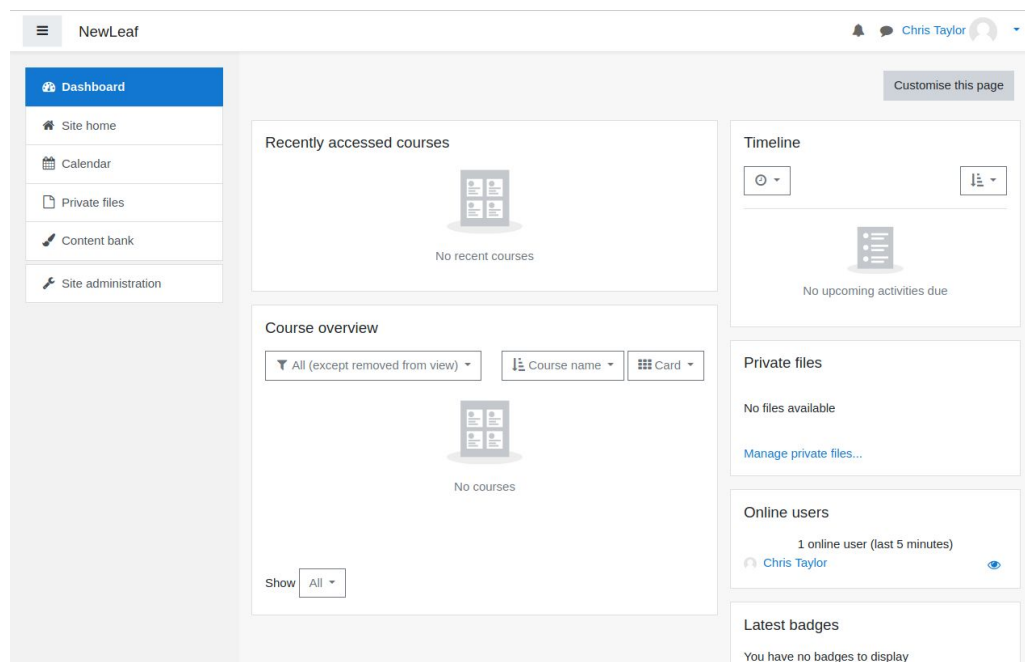 NewLeaf
Chris Taylor
Dashboard
Site home
Calendar
Private files
Content bank
Site administration
Customise this page
Recently accessed courses
No recent courses
Course overview
All (except removed from view)
Course name
Card
No courses
Show
All
Timeline
No upcoming activities due
Private files
No files available
Manage private files...
Online users
1 online user (last 5 minutes)
Chris Taylor
Latest badges
You have no badges to display